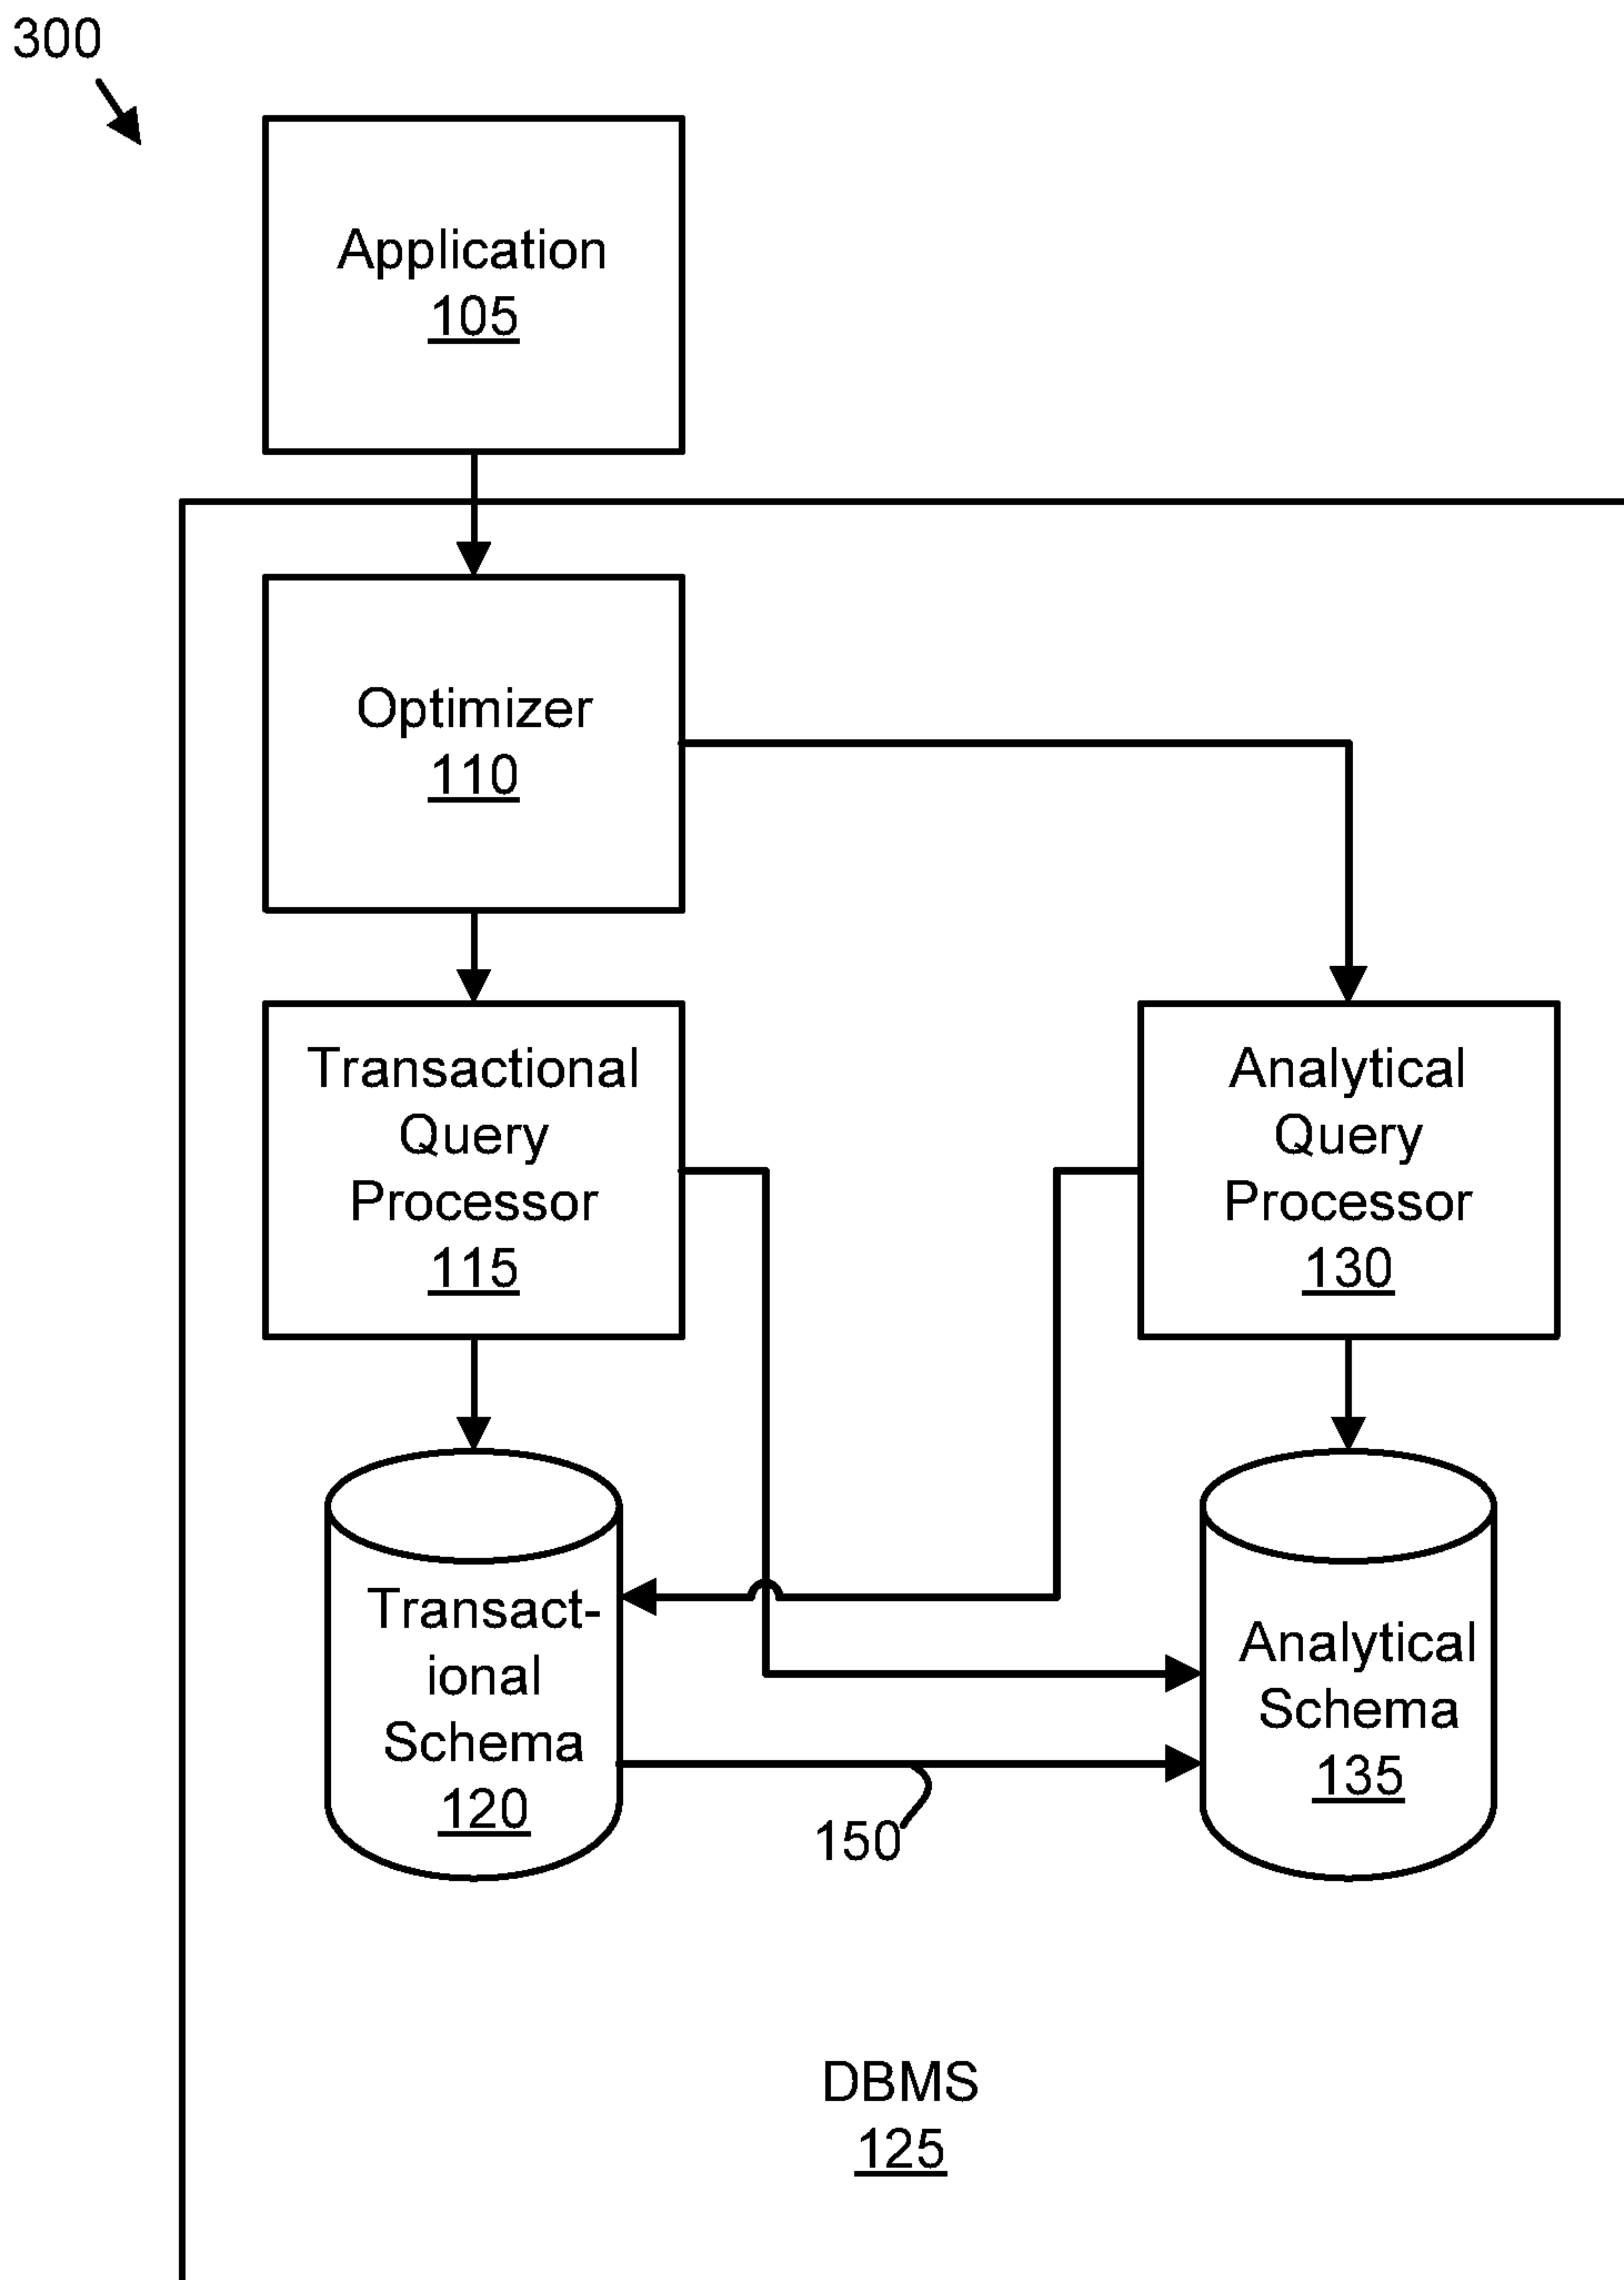 300
Application
105
Optimizer
110
Transactional
Query
Processor
115
Analytical
Query
Processor
130
Transact-
ional
Schema
120
Analytical
Schema
135
150
DBMS
125